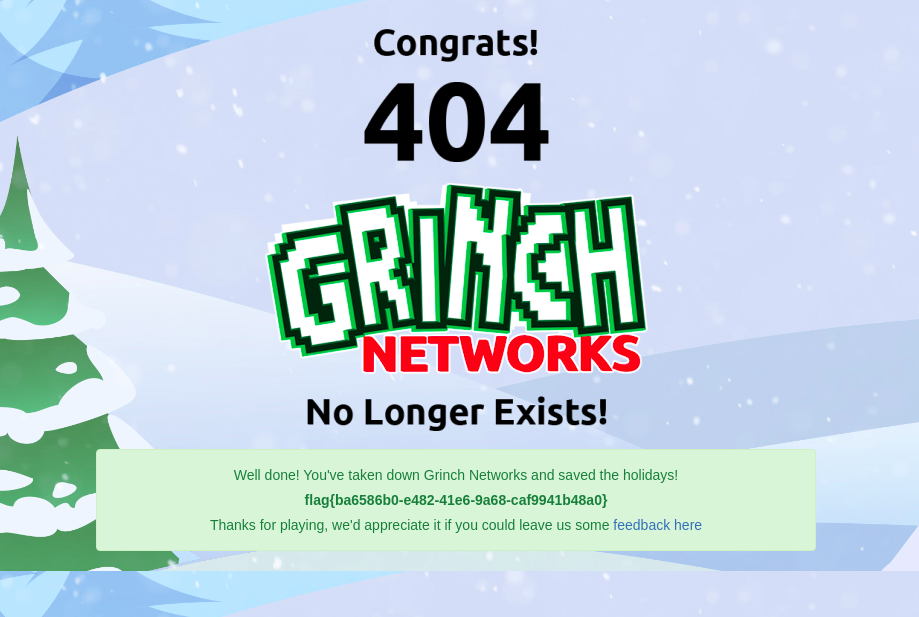 Congrats!
404
GRINCH
NETWORKS
No Longer Exists!
Well done! You've taken down Grinch Networks and saved the holidays!
flag{ba6586b0-e482-41e6-9a68-caf9941b48a0}
Thanks for playing, we'd appreciate it if you could leave us some feedback here